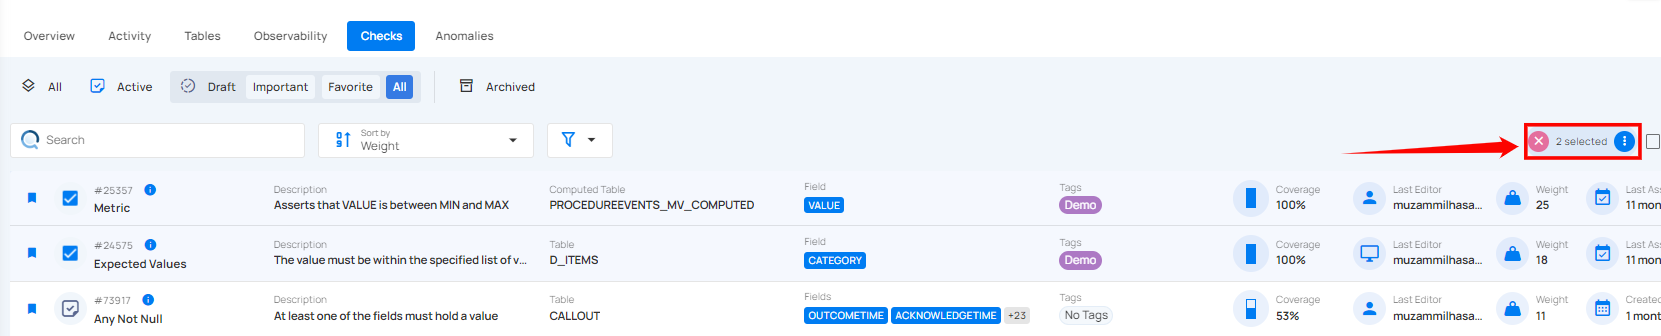 Overview Activity Tables Observability Checks Anomalies
All Active Draft Important Favorite All Archived
Search Sort by Weight 2 selected
#25357 Description Computed Table Field Tags Coverage Last Editor Weight Last Ass
Metric Asserts that VALUE is between MIN and MAX PROCEDUREEVENTS_MV_COMPUTED VALUE Demo 100% muzammilhasa... 25 11 mon
#24575 Description Table Field Tags Coverage Last Editor Weight Last Ass
Expected Values The value must be within the specified list of v... D_ITEMS CATEGORY Demo 100% muzammilhasa... 18 11 mon
#73917 Description Table Fields Tags Coverage Last Editor Weight Created
Any Not Null At least one of the fields must hold a value CALLOUT OUTCOMETIME ACKNOWLEDGETIME +23 No Tags 53% muzammilhasa... 11 1 mont